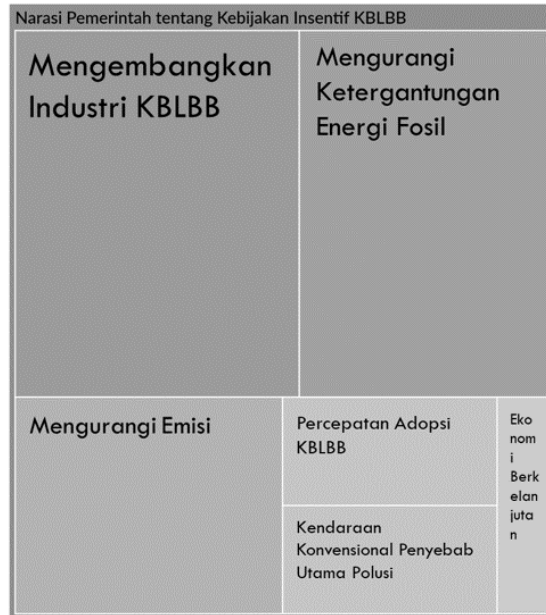 Narasi Pemerintah tentang Kebijakan Insentif KBLBB
Mengembangkan
Industri KBLBB
Mengurangi
Ketergantungan
Energi Fosil
Mengurangi Emisi
Percepatan Adopsi
KBLBB
Kendaraan
Konvensional Penyebab
Utama Polusi
Eko
nom
i
Berk
elan
juta
n